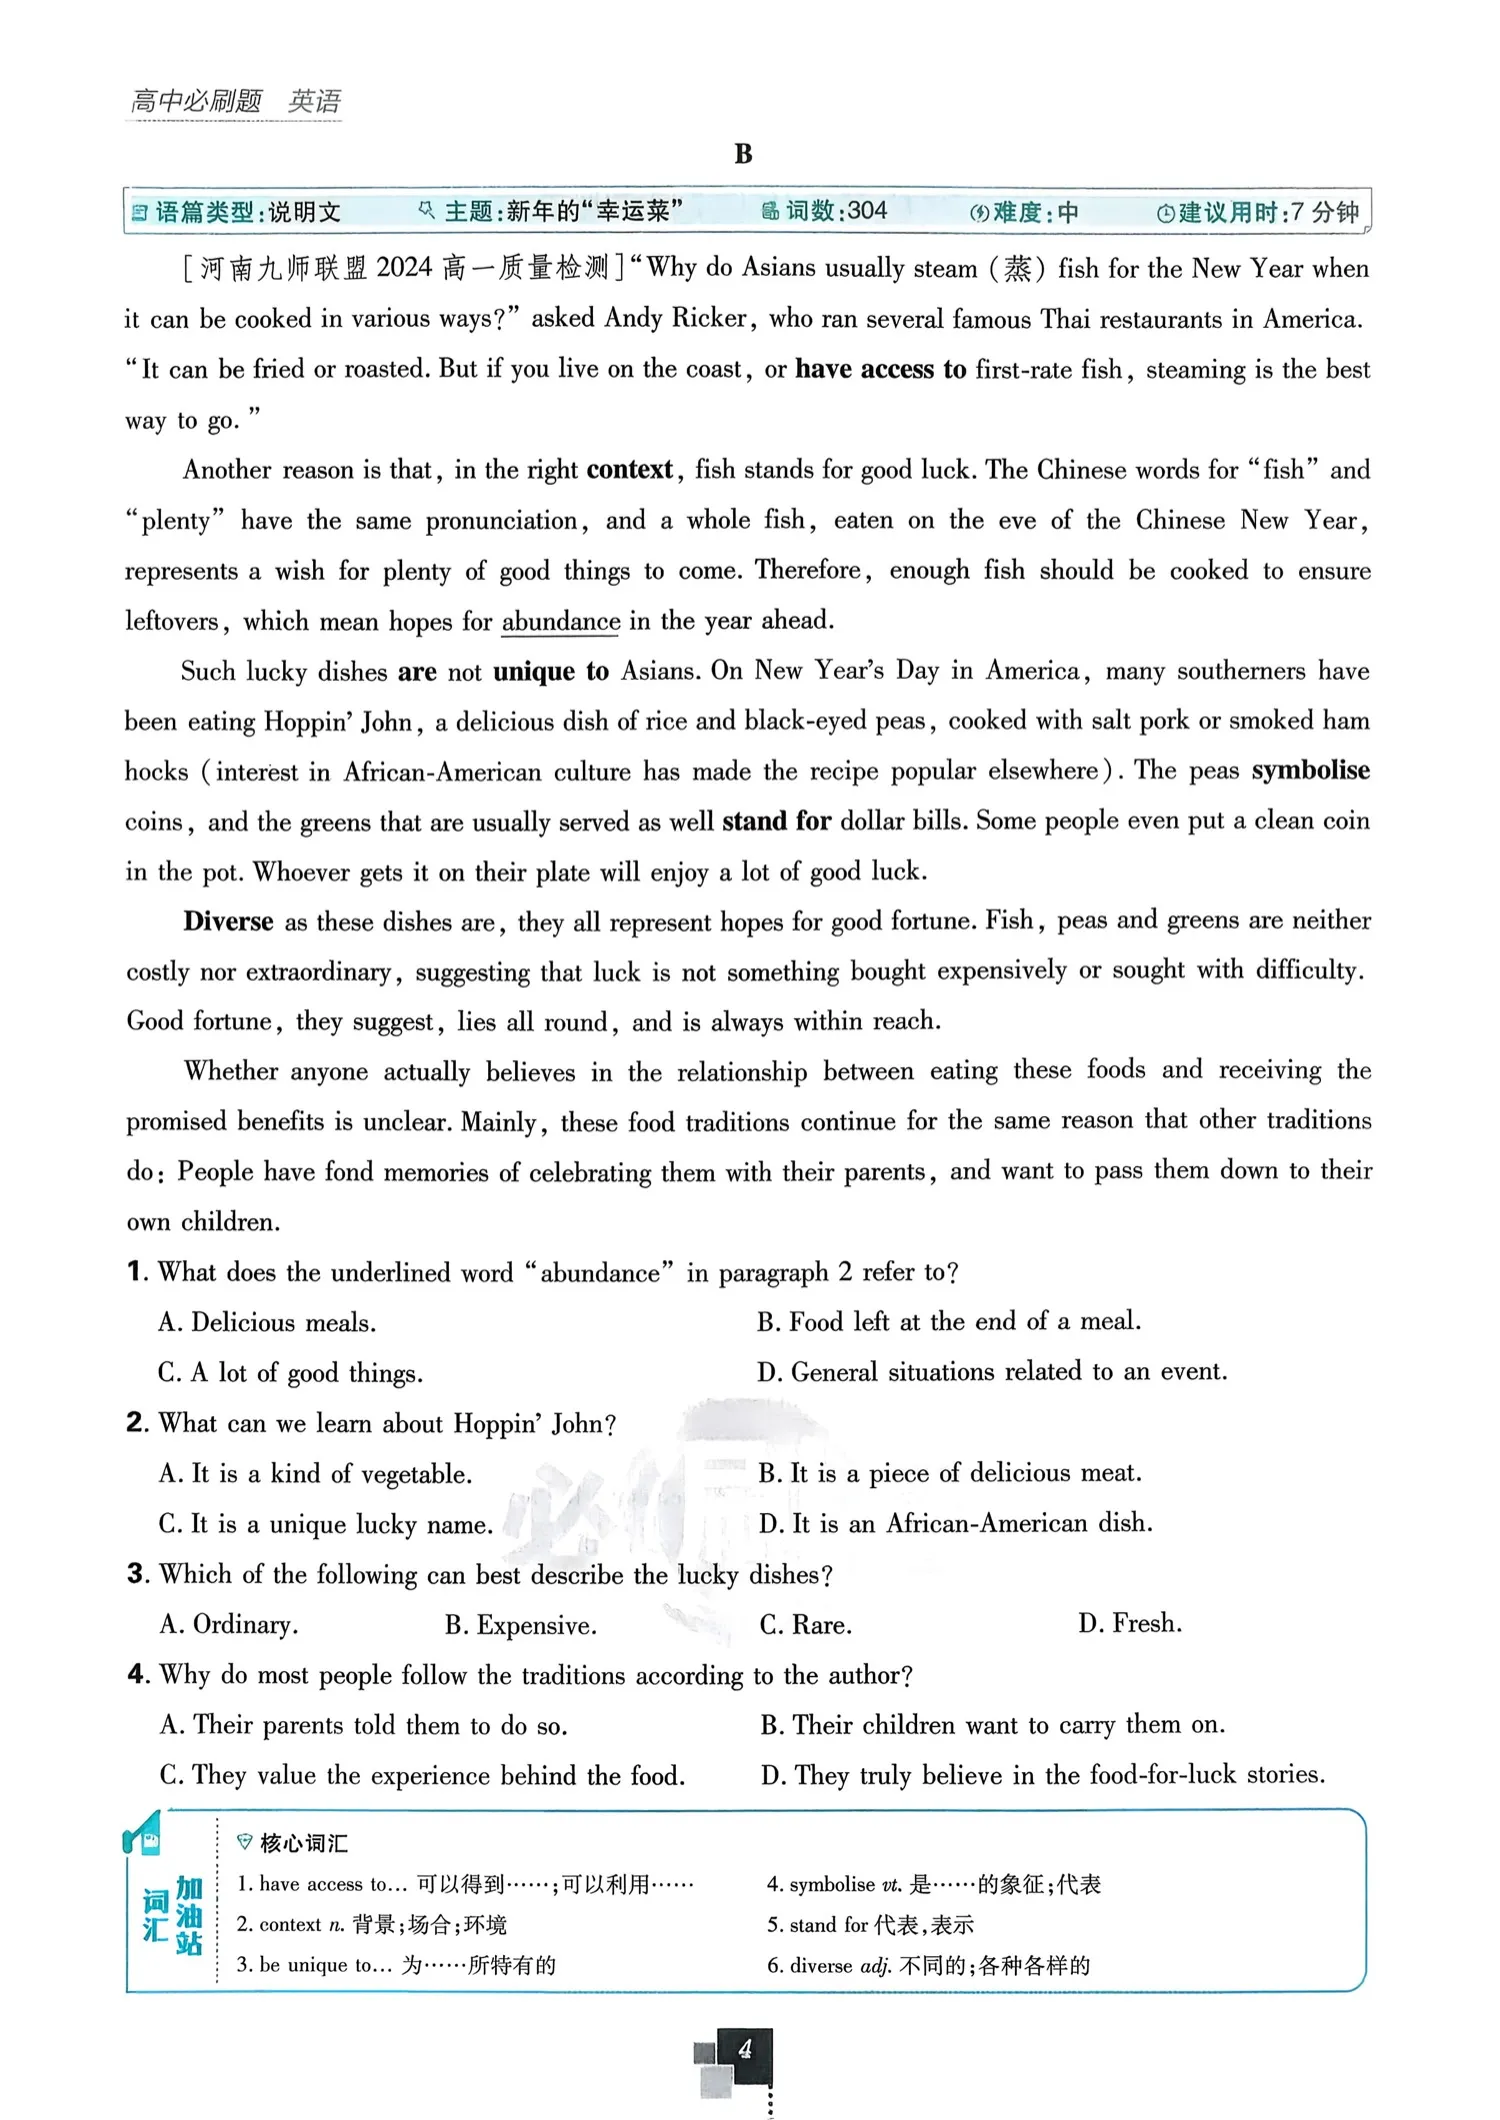 高中必刷题 英语
B
语篇类型:说明文 主题:新年的“幸运菜” 词数:304 难度:中 建议用时:7 分钟
[河南九师联盟 2024 高一质量检测]“Why do Asians usually steam (蒸) fish for the New Year when
it can be cooked in various ways?” asked Andy Ricker, who ran several famous Thai restaurants in America.
“It can be fried or roasted. But if you live on the coast, or have access to first-rate fish, steaming is the best
way to go.”
Another reason is that, in the right context, fish stands for good luck. The Chinese words for “fish” and
“plenty” have the same pronunciation, and a whole fish, eaten on the eve of the Chinese New Year,
represents a wish for plenty of good things to come. Therefore, enough fish should be cooked to ensure
leftovers, which mean hopes for abundance in the year ahead.
Such lucky dishes are not unique to Asians. On New Year’s Day in America, many southerners have
been eating Hoppin’ John, a delicious dish of rice and black-eyed peas, cooked with salt pork or smoked ham
hocks (interest in African-American culture has made the recipe popular elsewhere). The peas symbolise
coins, and the greens that are usually served as well stand for dollar bills. Some people even put a clean coin
in the pot. Whoever gets it on their plate will enjoy a lot of good luck.
Diverse as these dishes are, they all represent hopes for good fortune. Fish, peas and greens are neither
costly nor extraordinary, suggesting that luck is not something bought expensively or sought with difficulty.
Good fortune, they suggest, lies all round, and is always within reach.
Whether anyone actually believes in the relationship between eating these foods and receiving the
promised benefits is unclear. Mainly, these food traditions continue for the same reason that other traditions
do: People have fond memories of celebrating them with their parents, and want to pass them down to their
own children.
1. What does the underlined word “abundance” in paragraph 2 refer to?
A. Delicious meals. B. Food left at the end of a meal.
C. A lot of good things. D. General situations related to an event.
2. What can we learn about Hoppin’ John?
A. It is a kind of vegetable. B. It is a piece of delicious meat.
C. It is a unique lucky name. D. It is an African-American dish.
3. Which of the following can best describe the lucky dishes?
A. Ordinary. B. Expensive. C. Rare. D. Fresh.
4. Why do most people follow the traditions according to the author?
A. Their parents told them to do so. B. Their children want to carry them on.
C. They value the experience behind the food. D. They truly believe in the food-for-luck stories.
词汇
加油站
核心词汇
1. have access to… 可以得到……;可以利用…… 4. symbolise vt. 是……的象征;代表
2. context n. 背景;场合;环境 5. stand for 代表,表示
3. be unique to… 为……所特有的 6. diverse adj. 不同的;各种各样的
4